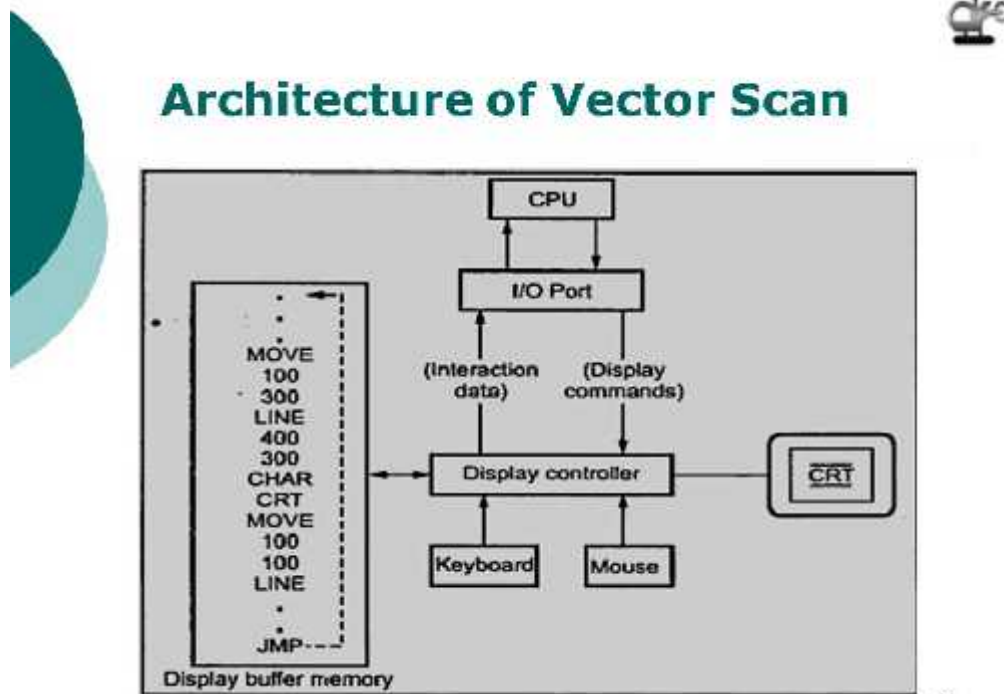 Architecture of Vector Scan
CPU
I/O Port
(Interaction
data)
(Display
commands)
MOVE
100
300
LINE
400
300
CHAR
CRT
MOVE
100
100
LINE
JMP
Display buffer memory
Display controller
CRT
Keyboard
Mouse